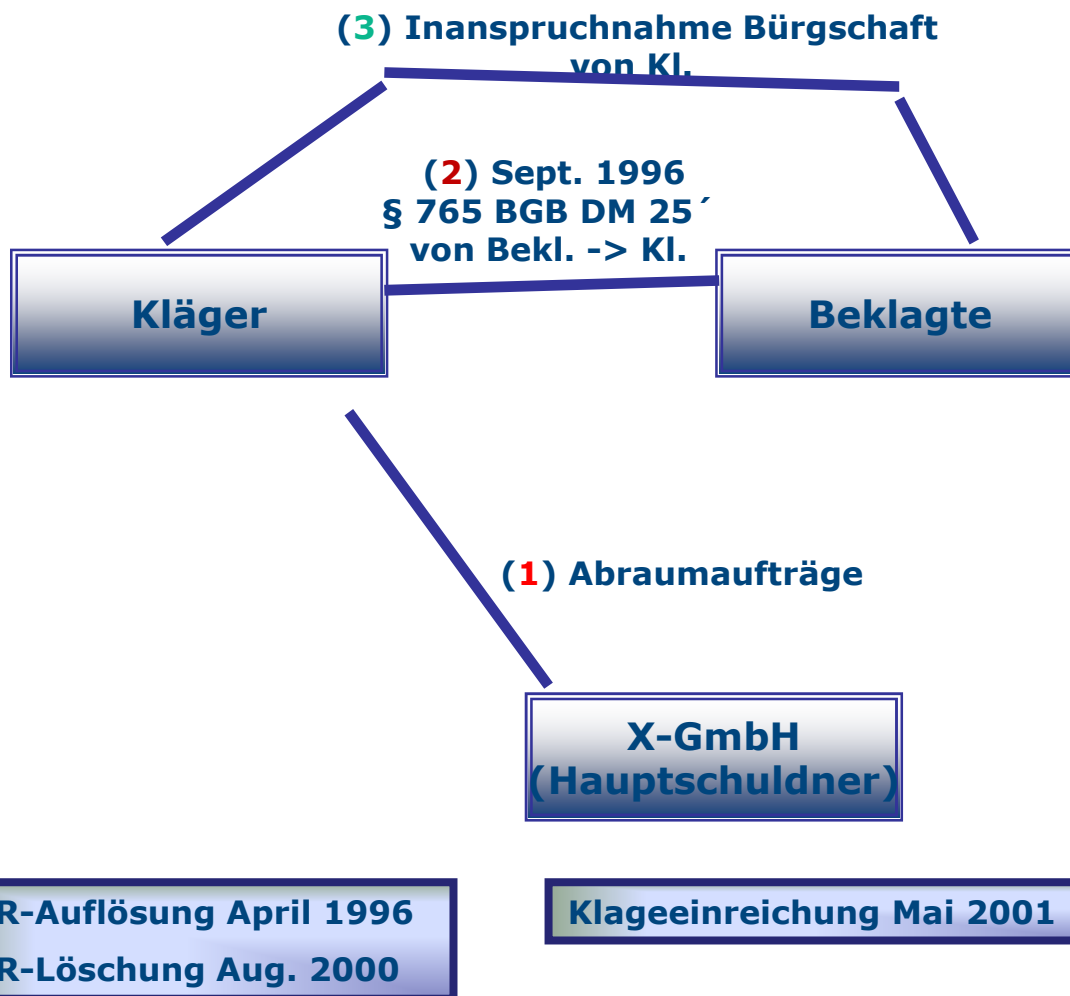 (3) Inanspruchnahme Bürgschaft
von Kl.
(2) Sept. 1996
§ 765 BGB DM 25´
von Bekl. -> Kl.
Kläger
Beklagte
(1) Abraumaufträge
X-GmbH
(Hauptschuldner)
R-Auflösung April 1996
R-Löschung Aug. 2000
Klageeinreichung Mai 2001